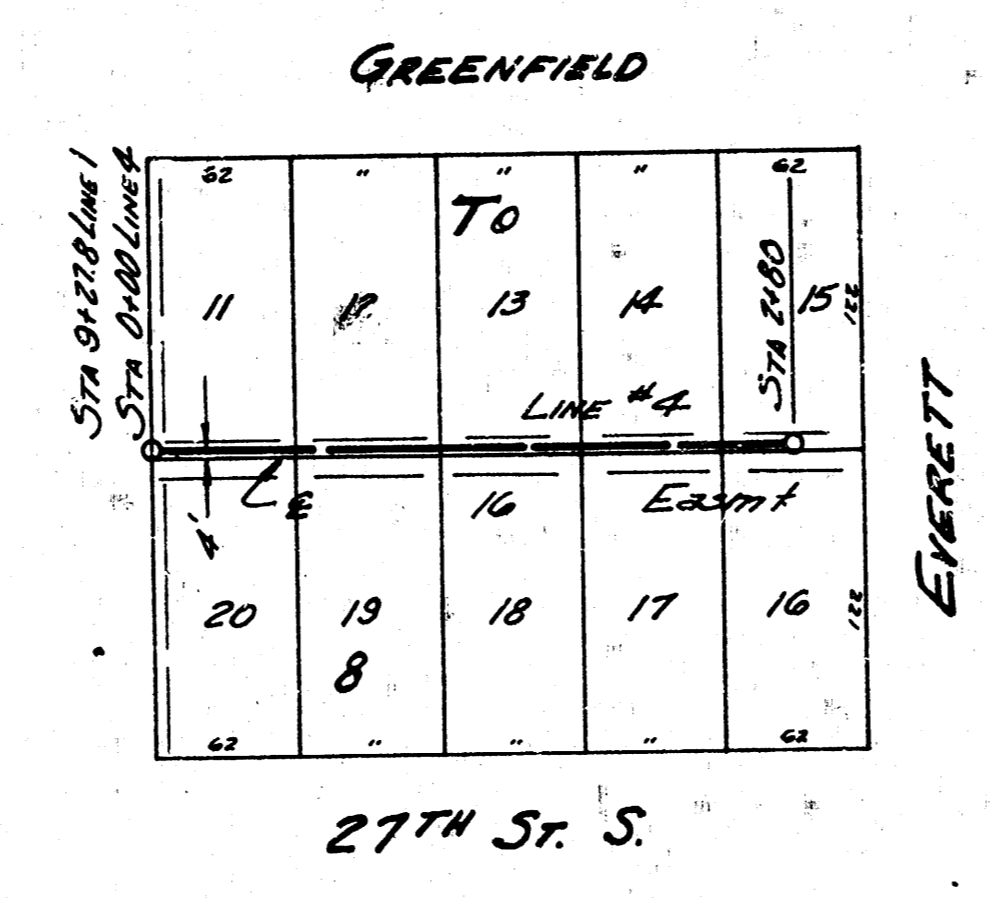 GREENFIELD
STA 9+27.8 LINE 1
STA 0+00 LINE 4
62 " " " 62
TO
11 12 13 14 15
122
STA 2+80
LINE #4
℄
4'
16' Easmt
20 19 18 17 16
122
8
62 " " " 62
EVERETT
27TH ST. S.